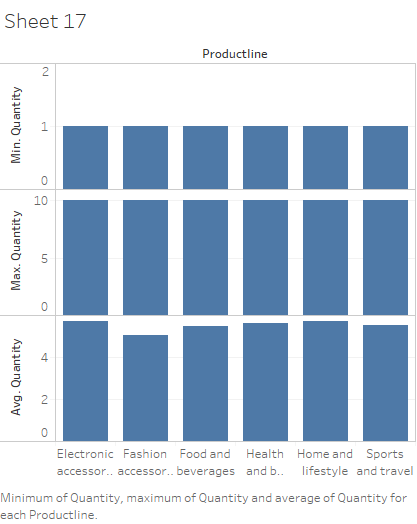 Sheet 17
Productline
Min. Quantity
2
1
0
Max. Quantity
10
5
0
Avg. Quantity
4
2
0
Electronic accessor..
Fashion accessor..
Food and beverages
Health and b..
Home and lifestyle
Sports and travel
Minimum of Quantity, maximum of Quantity and average of Quantity for
each Productline.